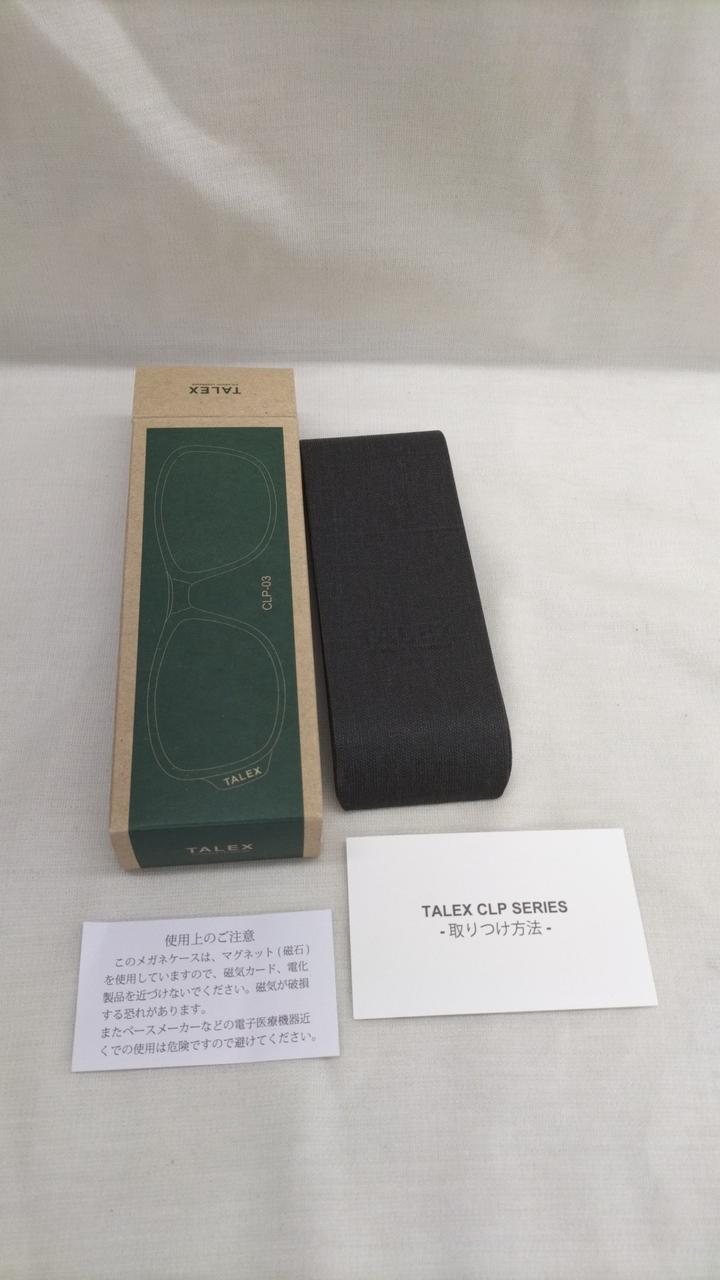 TALEX
CLP-03
TALEX
TALEX
TALEX
TALEX CLP SERIES
- 取りつけ方法 -
使用上のご注意
このメガネケースは、マグネット(磁石)
を使用していますので、磁気カード、電化
製品を近づけないでください。磁気が破損
する恐れがあります。
またペースメーカーなどの電子医療機器近
くでの使用は危険ですので避けてください。